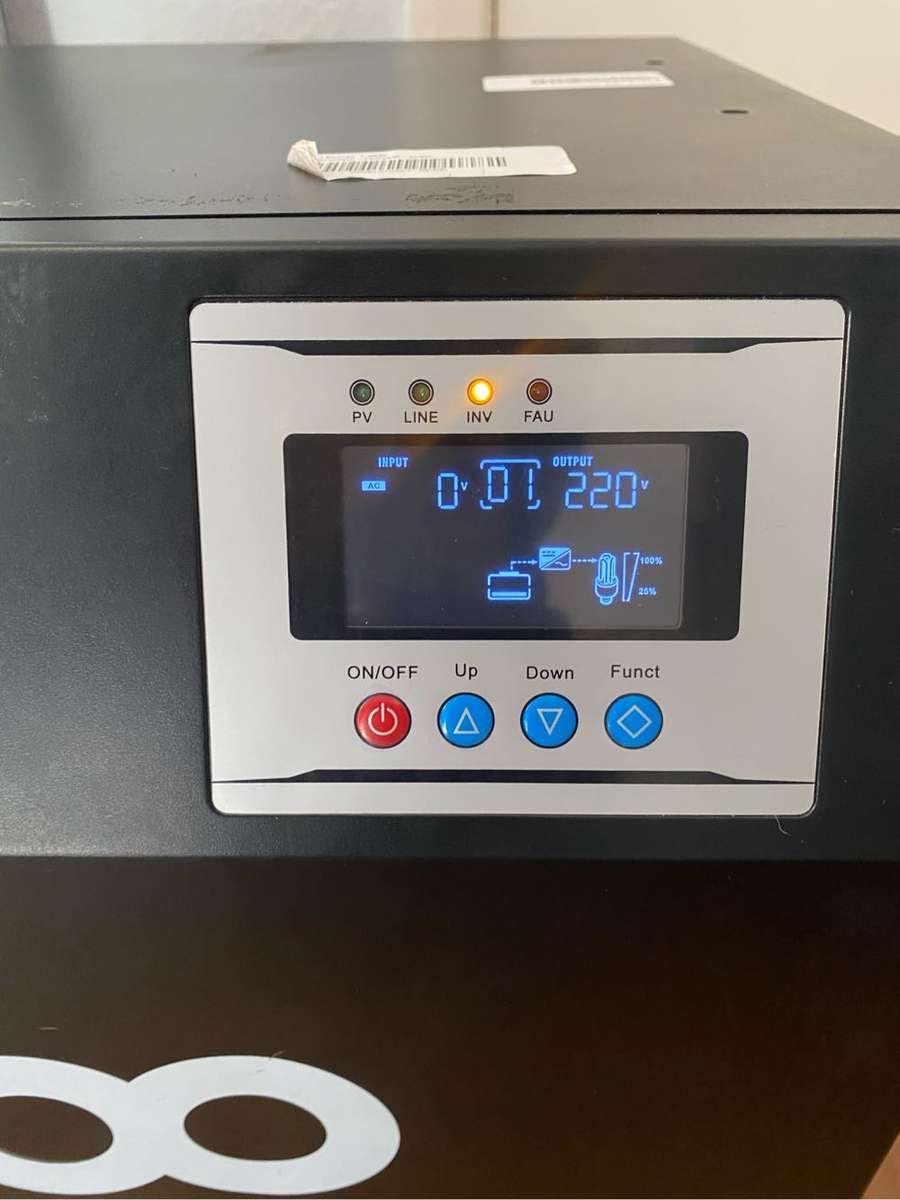 PV LINE INV FAU
INPUT OUTPUT
AC 0V 01 220V
100%
25%
ON/OFF Up Down Funct